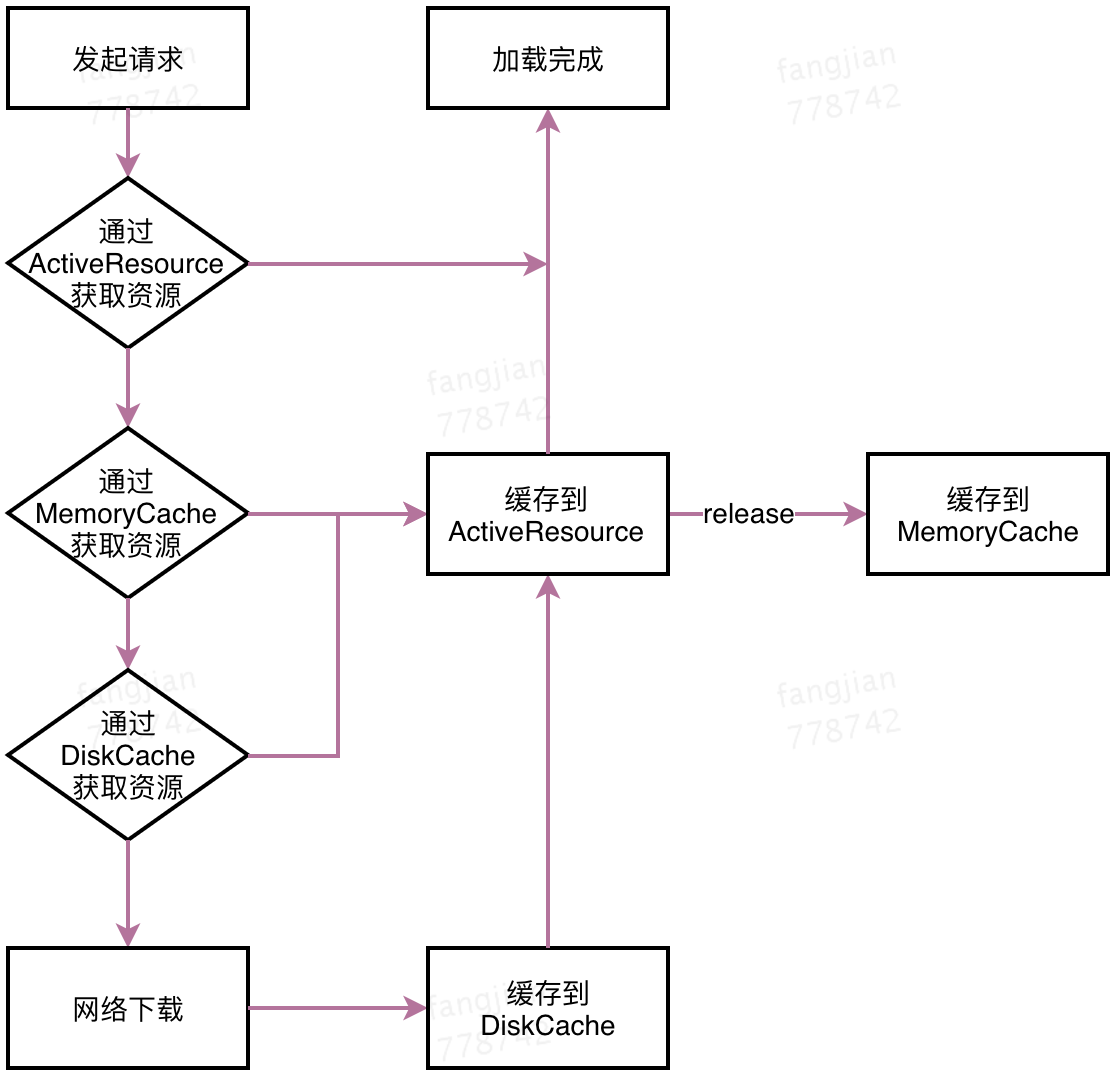 发起请求
加载完成
fangjian
778742
fangjian
778742
通过
ActiveResource
获取资源
fangjian
778742
通过
MemoryCache
获取资源
缓存到
ActiveResource
release
缓存到
MemoryCache
fangjian
778742
fangjian
778742
通过
DiskCache
获取资源
网络下载
缓存到
DiskCache
fangjian
778742